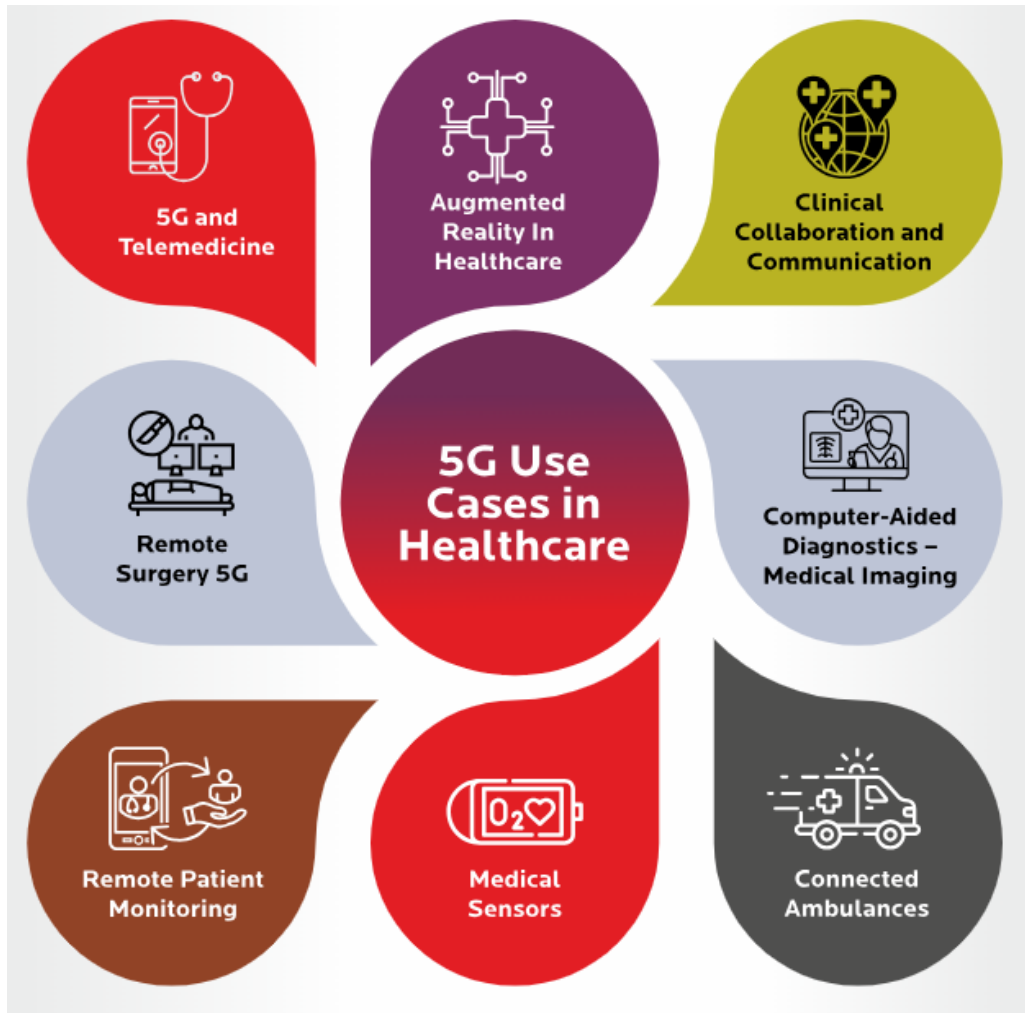 5G and
Telemedicine
Augmented
Reality In
Healthcare
Clinical
Collaboration and
Communication
Remote
Surgery 5G
5G Use
Cases in
Healthcare
Computer-Aided
Diagnostics –
Medical Imaging
Remote Patient
Monitoring
O2
Medical
Sensors
Connected
Ambulances